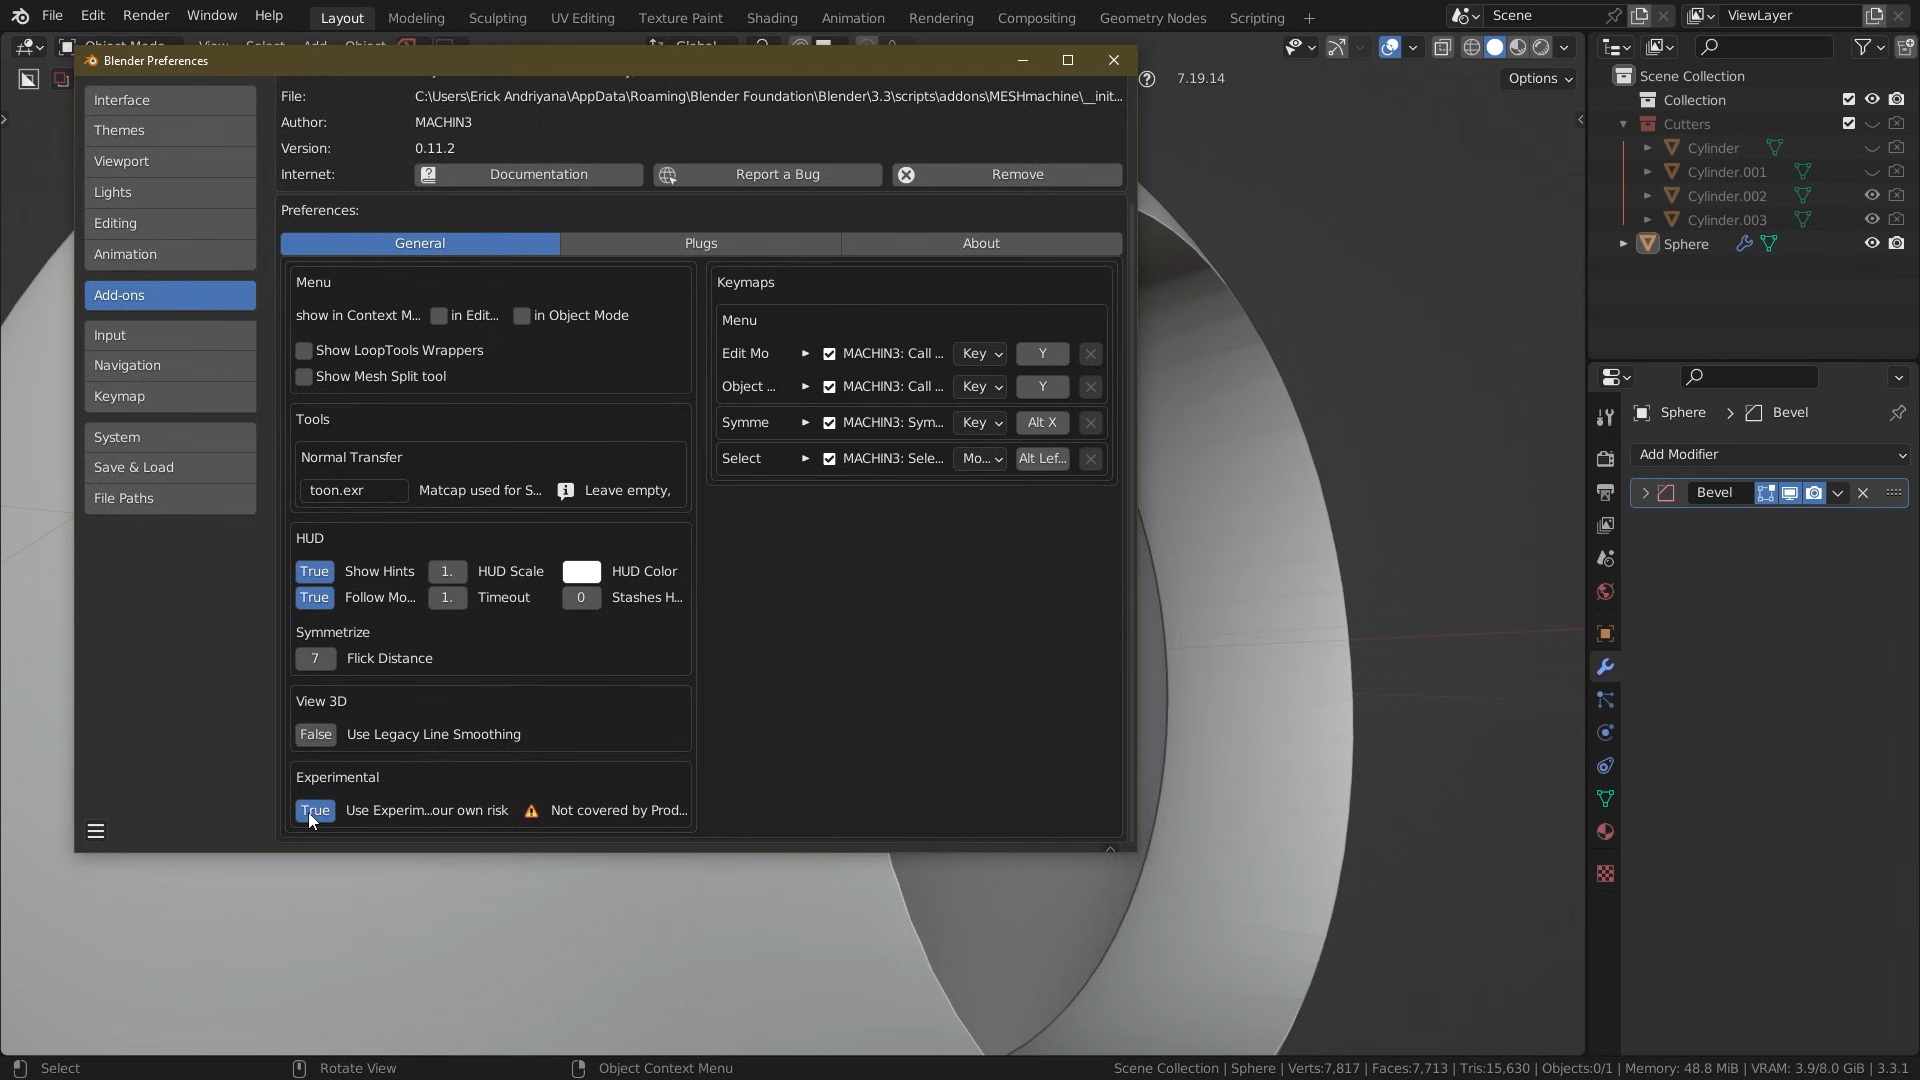 File Edit Render Window Help Layout Modeling Sculpting UV Editing Texture Paint Shading Animation Rendering Compositing Geometry Nodes Scripting + Scene ViewLayer
Blender Preferences
7.19.14 Options
Interface
Themes
Viewport
Lights
Editing
Animation
Add-ons
Input
Navigation
Keymap
System
Save & Load
File Paths
File: C:\Users\Erick Andriyana\AppData\Roaming\Blender Foundation\Blender\3.3\scripts\addons\MESHmachine\__init...
Author: MACHIN3
Version: 0.11.2
Internet: Documentation Report a Bug Remove
Preferences:
General Plugs About
Menu
show in Context M... in Edit... in Object Mode
Show LoopTools Wrappers
Show Mesh Split tool
Tools
Normal Transfer
toon.exr Matcap used for S... Leave empty,
HUD
True Show Hints 1. HUD Scale HUD Color
True Follow Mo... 1. Timeout 0 Stashes H...
Symmetrize
7 Flick Distance
View 3D
False Use Legacy Line Smoothing
Experimental
True Use Experim...our own risk Not covered by Prod...
Keymaps
Menu
Edit Mo MACHIN3: Call ... Key Y
Object ... MACHIN3: Call ... Key Y
Symme MACHIN3: Sym... Key Alt X
Select MACHIN3: Sele... Mo... Alt Lef...
Scene Collection
Collection
Cutters
Cylinder
Cylinder.001
Cylinder.002
Cylinder.003
Sphere
Sphere > Bevel
Add Modifier
Bevel
Select Rotate View Object Context Menu Scene Collection | Sphere | Verts:7,817 | Faces:7,713 | Tris:15,630 | Objects:0/1 | Memory: 48.8 MiB | VRAM: 3.9/8.0 GiB | 3.3.1